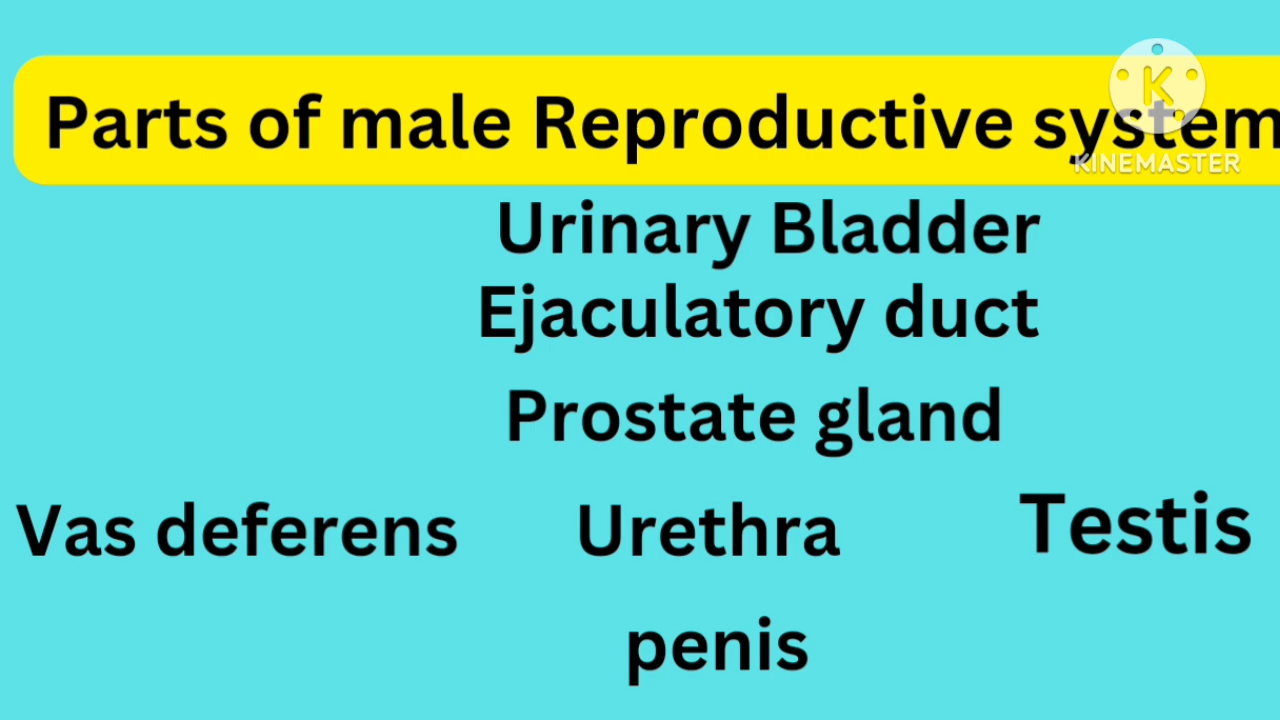 Parts of male Reproductive system
KINEMASTER
Urinary Bladder
Ejaculatory duct
Prostate gland
Vas deferens Urethra Testis
penis